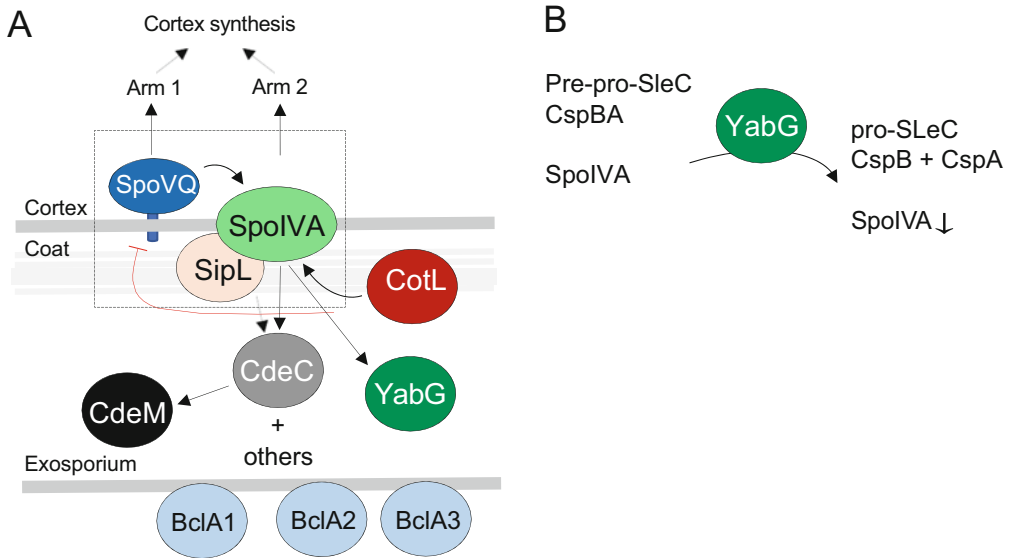 A
Cortex synthesis
Arm 1
Arm 2
SpoVQ
Cortex
SpoIVA
Coat
SipL
CotL
CdeC
YabG
CdeM
+
others
Exosporium
BclA1
BclA2
BclA3
B
Pre-pro-SleC
CspBA
YabG
SpoIVA
pro-SLeC
CspB + CspA
SpoIVA